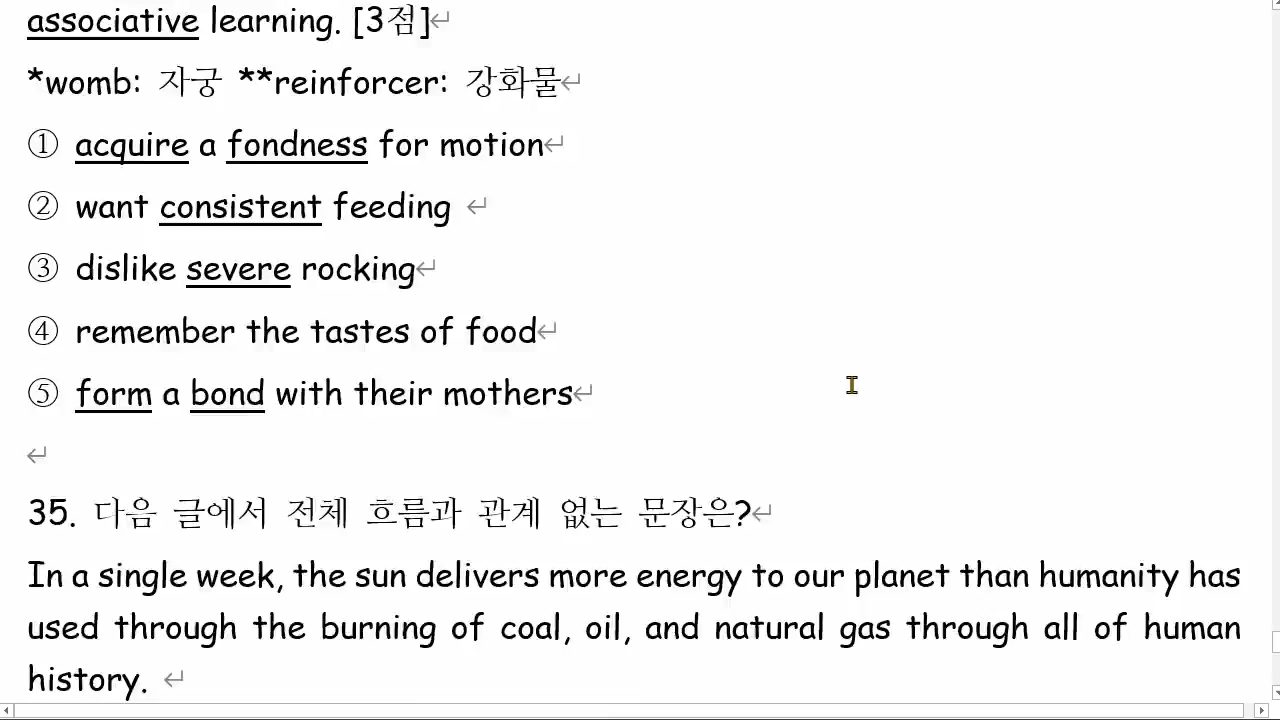 associative learning. [3점]
*womb: 자궁 **reinforcer: 강화물
① acquire a fondness for motion
② want consistent feeding
③ dislike severe rocking
④ remember the tastes of food
⑤ form a bond with their mothers
35. 다음 글에서 전체 흐름과 관계 없는 문장은?
In a single week, the sun delivers more energy to our planet than humanity has
used through the burning of coal, oil, and natural gas through all of human
history.